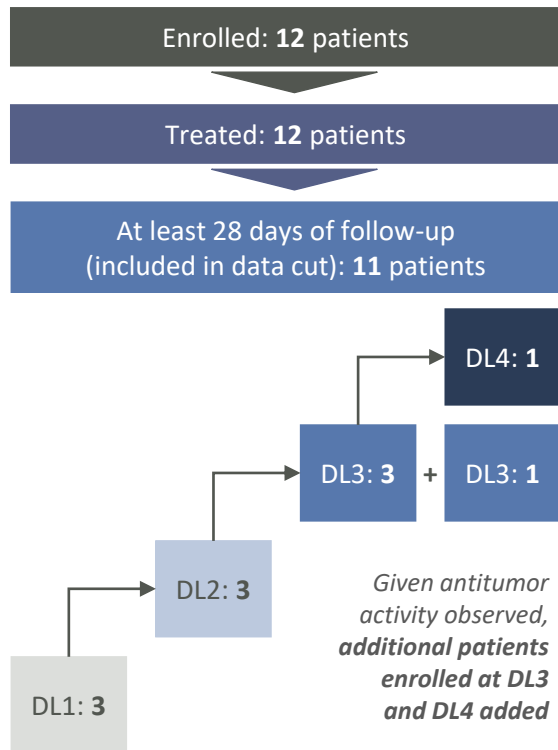 Enrolled: 12 patients
Treated: 12 patients
At least 28 days of follow-up
(included in data cut): 11 patients
DL4: 1
DL3: 3 + DL3: 1
DL2: 3
Given antitumor
activity observed,
additional patients
enrolled at DL3
and DL4 added
DL1: 3